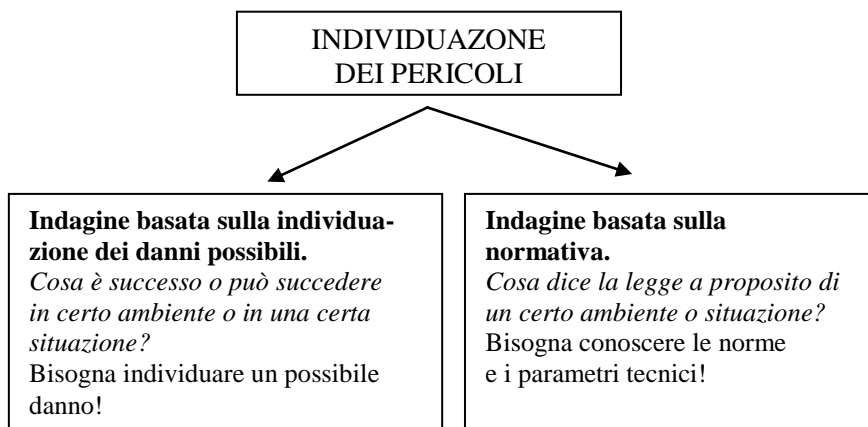 INDIVIDUAZONE
DEI PERICOLI
Indagine basata sulla individua-
zione dei danni possibili.
Cosa è successo o può succedere
in certo ambiente o in una certa
situazione?
Bisogna individuare un possibile
danno!
Indagine basata sulla
normativa.
Cosa dice la legge a proposito di
un certo ambiente o situazione?
Bisogna conoscere le norme
e i parametri tecnici!